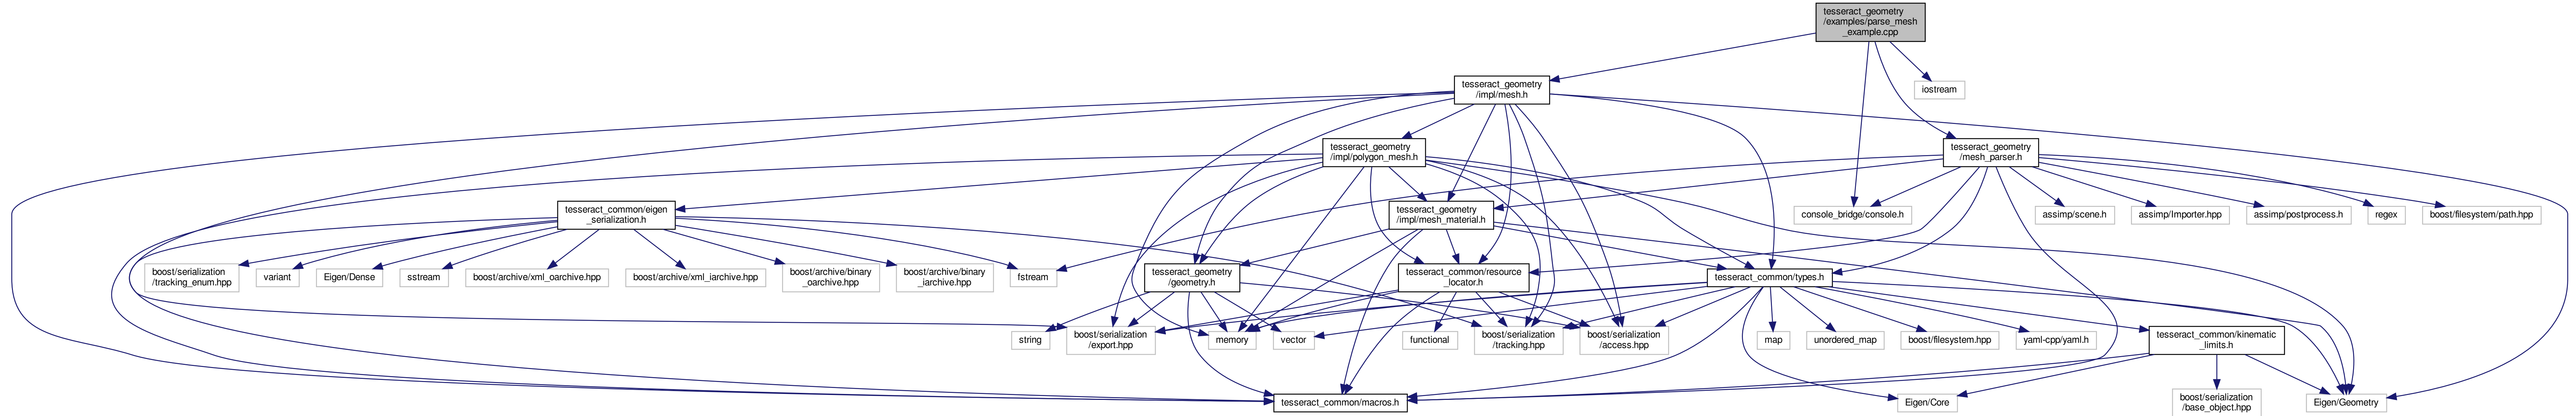 tesseract_geometry
/examples/parse_mesh
_example.cpp
tesseract_geometry
/impl/mesh.h
iostream
tesseract_geometry
/impl/polygon_mesh.h
tesseract_geometry
/mesh_parser.h
tesseract_common/eigen
_serialization.h
tesseract_geometry
/impl/mesh_material.h
console_bridge/console.h
assimp/scene.h
assimp/Importer.hpp
assimp/postprocess.h
regex
boost/filesystem/path.hpp
boost/serialization
/tracking_enum.hpp
variant
Eigen/Dense
sstream
boost/archive/xml_oarchive.hpp
boost/archive/xml_iarchive.hpp
boost/archive/binary
_oarchive.hpp
boost/archive/binary
_iarchive.hpp
fstream
tesseract_geometry
/geometry.h
tesseract_common/resource
_locator.h
tesseract_common/types.h
string
boost/serialization
/export.hpp
memory
vector
functional
boost/serialization
/tracking.hpp
boost/serialization
/access.hpp
map
unordered_map
boost/filesystem.hpp
yaml-cpp/yaml.h
tesseract_common/kinematic
_limits.h
tesseract_common/macros.h
Eigen/Core
boost/serialization
/base_object.hpp
Eigen/Geometry